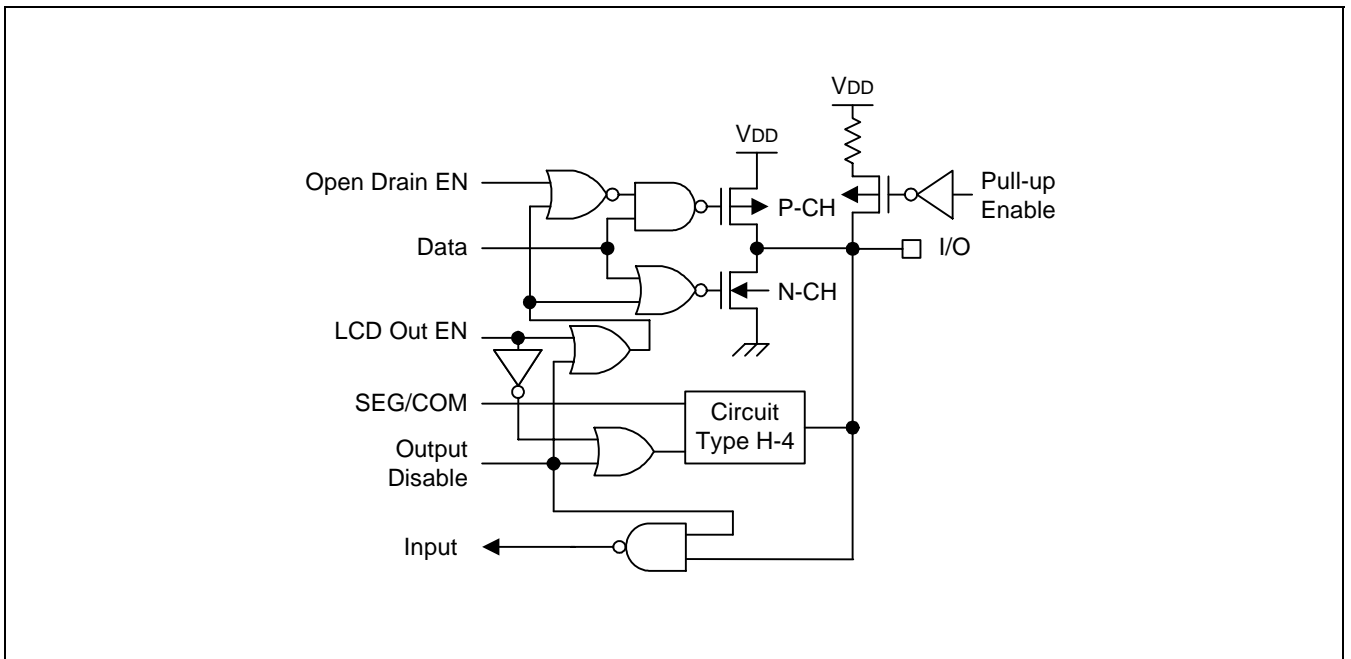 VDD
VDD
Open Drain EN
P-CH
Pull-up
Enable
Data
I/O
N-CH
LCD Out EN
SEG/COM
Circuit
Type H-4
Output
Disable
Input